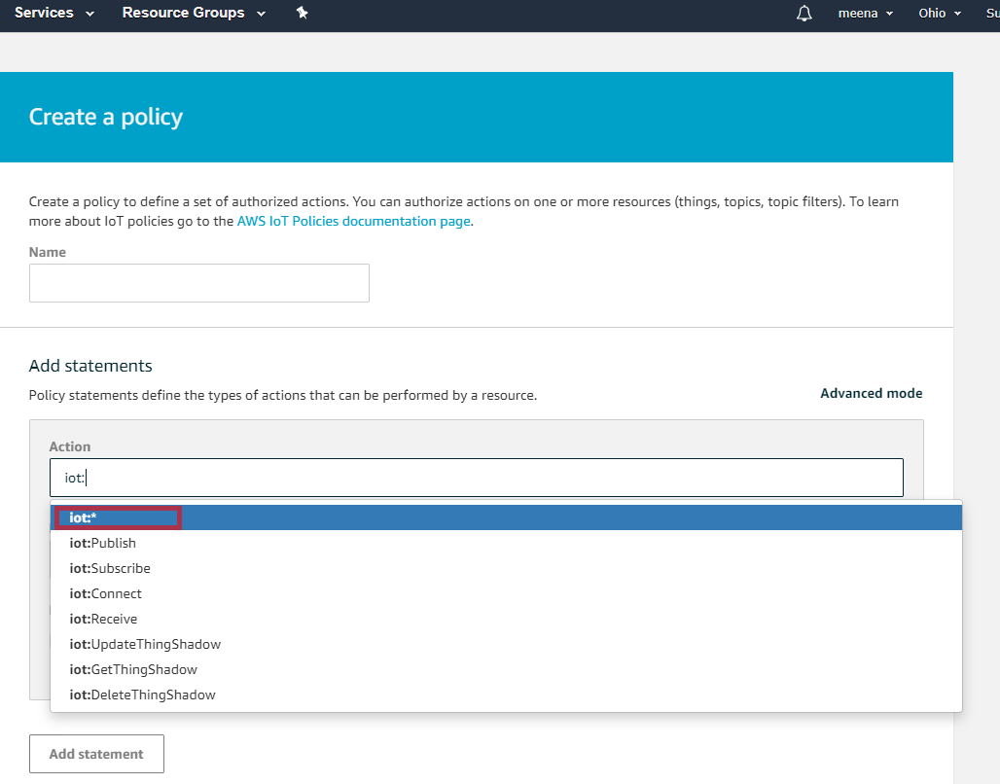 Services Resource Groups meena Ohio Su
Create a policy
Create a policy to define a set of authorized actions. You can authorize actions on one or more resources (things, topics, topic filters). To learn
more about IoT policies go to the AWS IoT Policies documentation page.
Name
Add statements
Policy statements define the types of actions that can be performed by a resource. Advanced mode
Action
iot:
iot:*
iot:Publish
iot:Subscribe
iot:Connect
iot:Receive
iot:UpdateThingShadow
iot:GetThingShadow
iot:DeleteThingShadow
Add statement